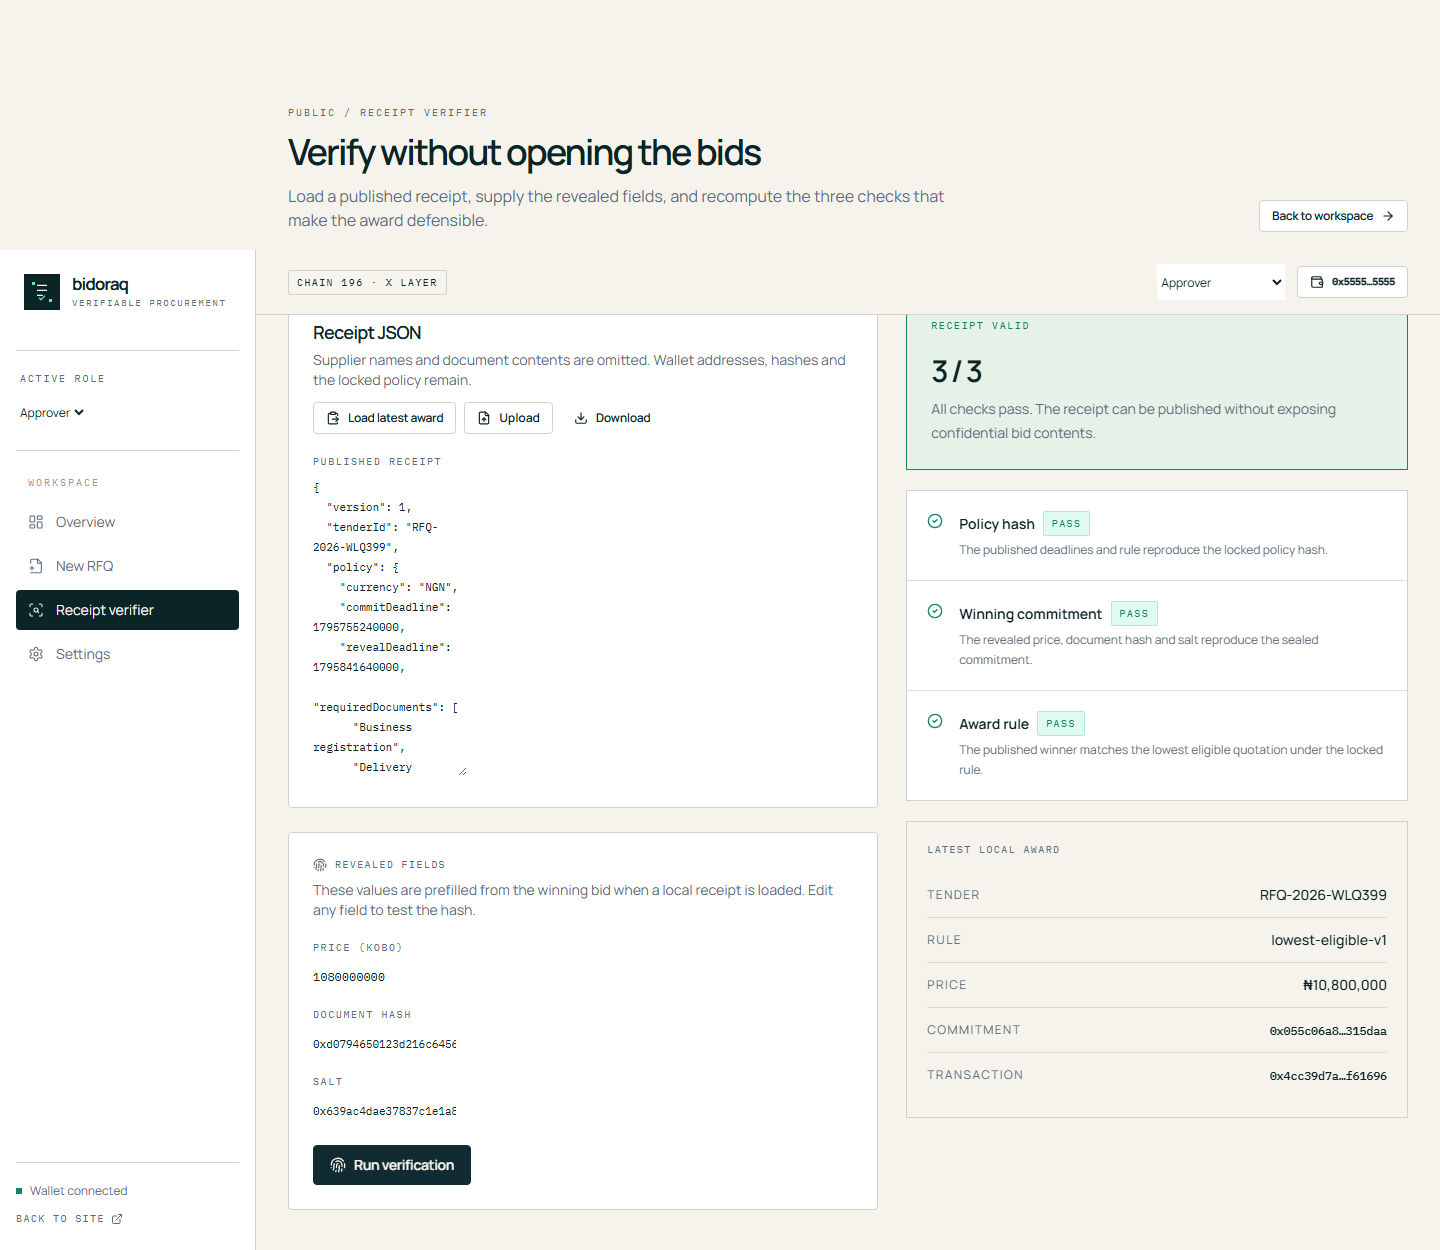 PUBLIC / RECEIPT VERIFIER
Verify without opening the bids
Load a published receipt, supply the revealed fields, and recompute the three checks that
make the award defensible.
Back to workspace
bidoraq
VERIFIABLE PROCUREMENT
ACTIVE ROLE
Approver
WORKSPACE
Overview
New RFQ
Receipt verifier
Settings
Wallet connected
BACK TO SITE
CHAIN 196 · X LAYER
Approver
0x5555…5555
Receipt JSON
Supplier names and document contents are omitted. Wallet addresses, hashes and
the locked policy remain.
Load latest award
Upload
Download
PUBLISHED RECEIPT
{
"version": 1,
"tenderId": "RFQ-
2026-WLQ399",
"policy": {
"currency": "NGN",
"commitDeadline":
1795755240000,
"revealDeadline":
1795841640000,
"requiredDocuments": [
"Business
registration",
"Delivery
REVEALED FIELDS
These values are prefilled from the winning bid when a local receipt is loaded. Edit
any field to test the hash.
PRICE (KOBO)
1080000000
DOCUMENT HASH
0xd0794650123d216c6456
SALT
0x639ac4dae37837c1e1a8
Run verification
RECEIPT VALID
3/3
All checks pass. The receipt can be published without exposing
confidential bid contents.
Policy hash PASS
The published deadlines and rule reproduce the locked policy hash.
Winning commitment PASS
The revealed price, document hash and salt reproduce the sealed
commitment.
Award rule PASS
The published winner matches the lowest eligible quotation under the locked
rule.
LATEST LOCAL AWARD
TENDER RFQ-2026-WLQ399
RULE lowest-eligible-v1
PRICE ₦10,800,000
COMMITMENT 0x055c06a8…315daa
TRANSACTION 0x4cc39d7a…f61696